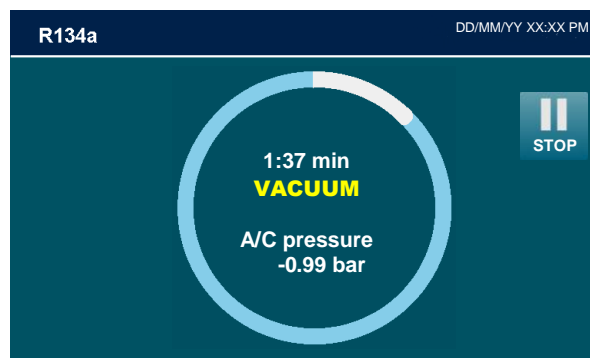 R134a
DD/MM/YY XX:XX PM
STOP
1:37 min
VACUUM
A/C pressure
-0.99 bar